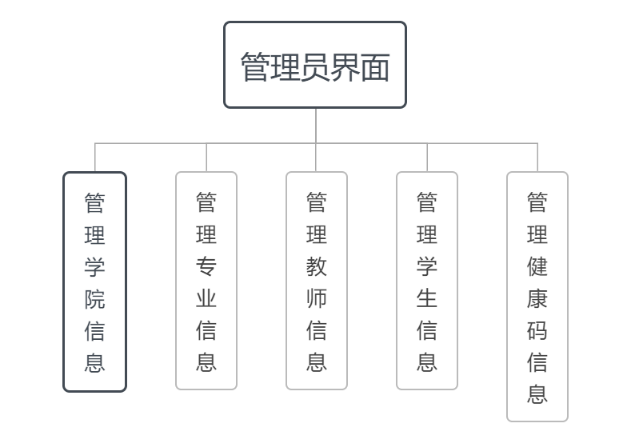 管理员界面
管理学院信息
管理专业信息
管理教师信息
管理学生信息
管理健康码信息